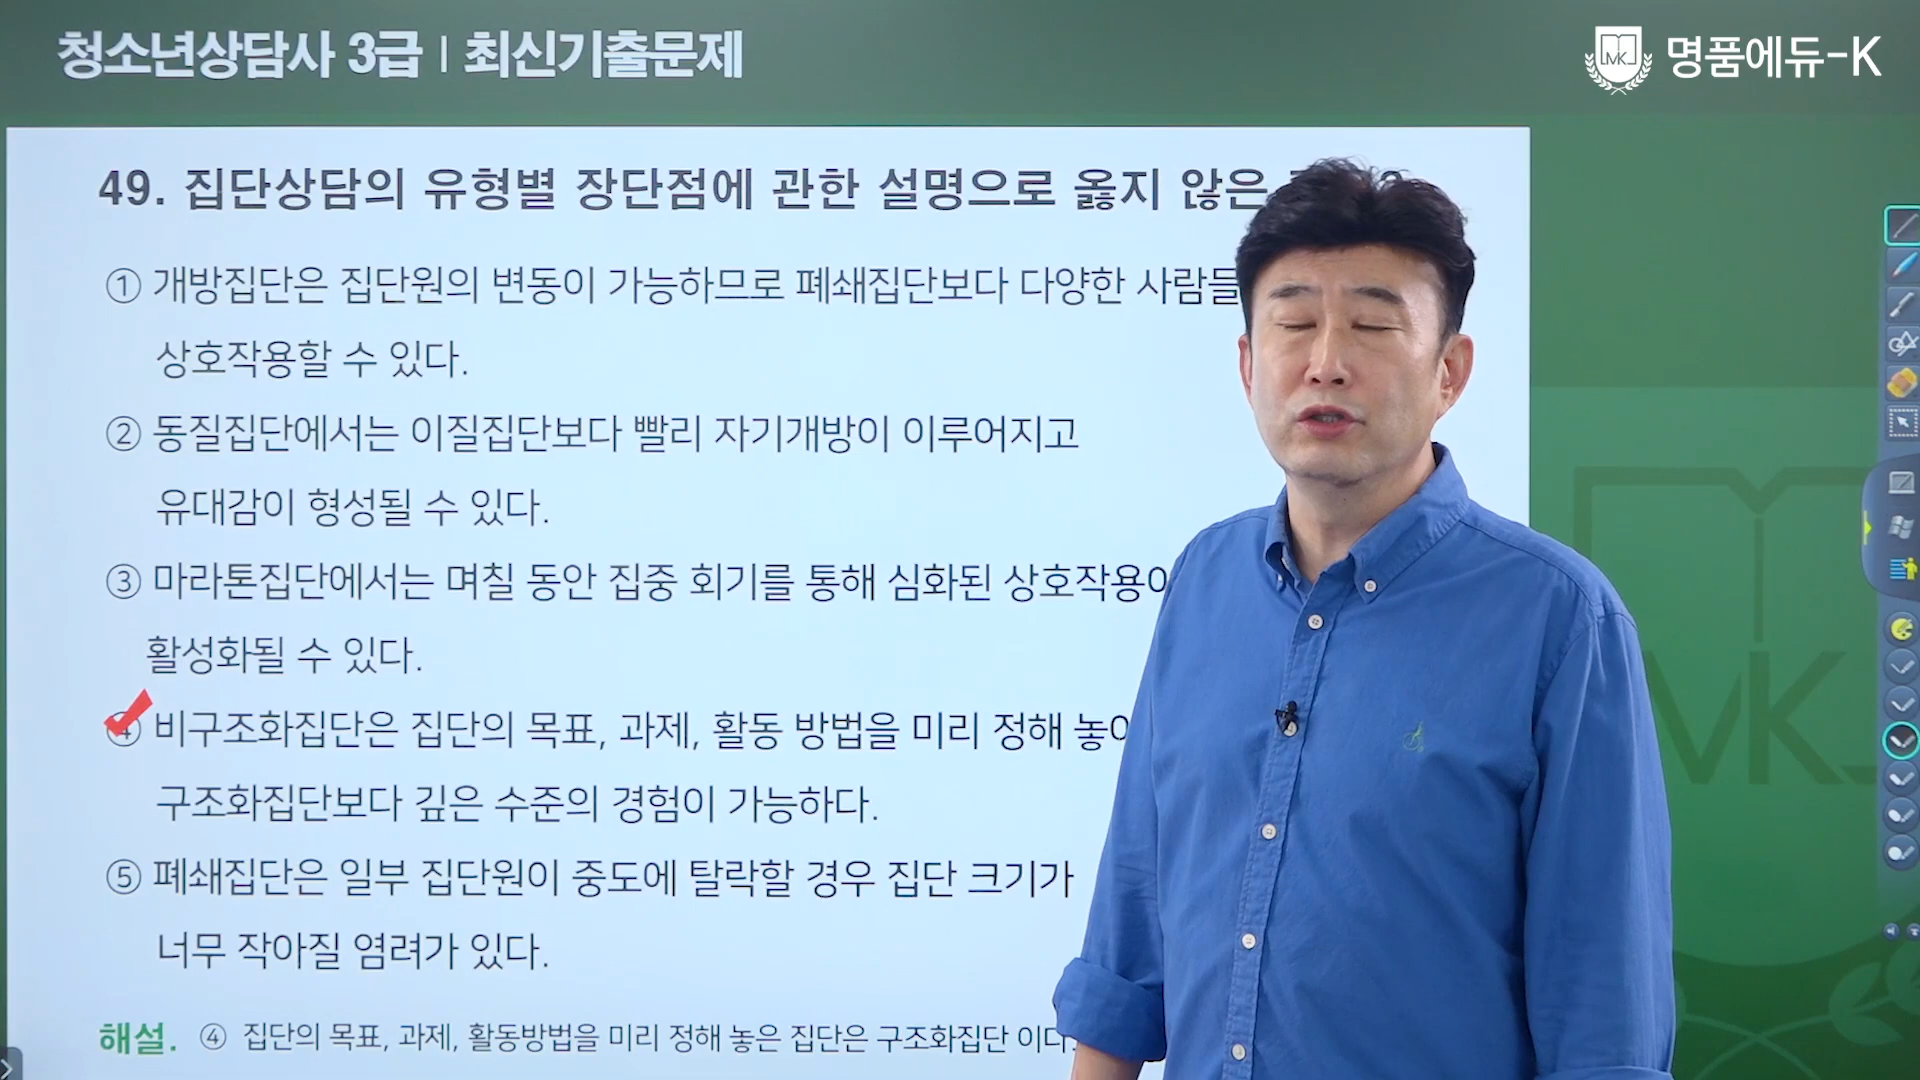 청소년상담사 3급 | 최신기출문제
명품에듀-K
49. 집단상담의 유형별 장단점에 관한 설명으로 옳지 않은
① 개방집단은 집단원의 변동이 가능하므로 폐쇄집단보다 다양한 사람들
상호작용할 수 있다.
② 동질집단에서는 이질집단보다 빨리 자기개방이 이루어지고
유대감이 형성될 수 있다.
③ 마라톤집단에서는 며칠 동안 집중 회기를 통해 심화된 상호작용이
활성화될 수 있다.
④ 비구조화집단은 집단의 목표, 과제, 활동 방법을 미리 정해 놓아
구조화집단보다 깊은 수준의 경험이 가능하다.
⑤ 폐쇄집단은 일부 집단원이 중도에 탈락할 경우 집단 크기가
너무 작아질 염려가 있다.
해설. ④ 집단의 목표, 과제, 활동방법을 미리 정해 놓은 집단은 구조화집단 이다.
MK